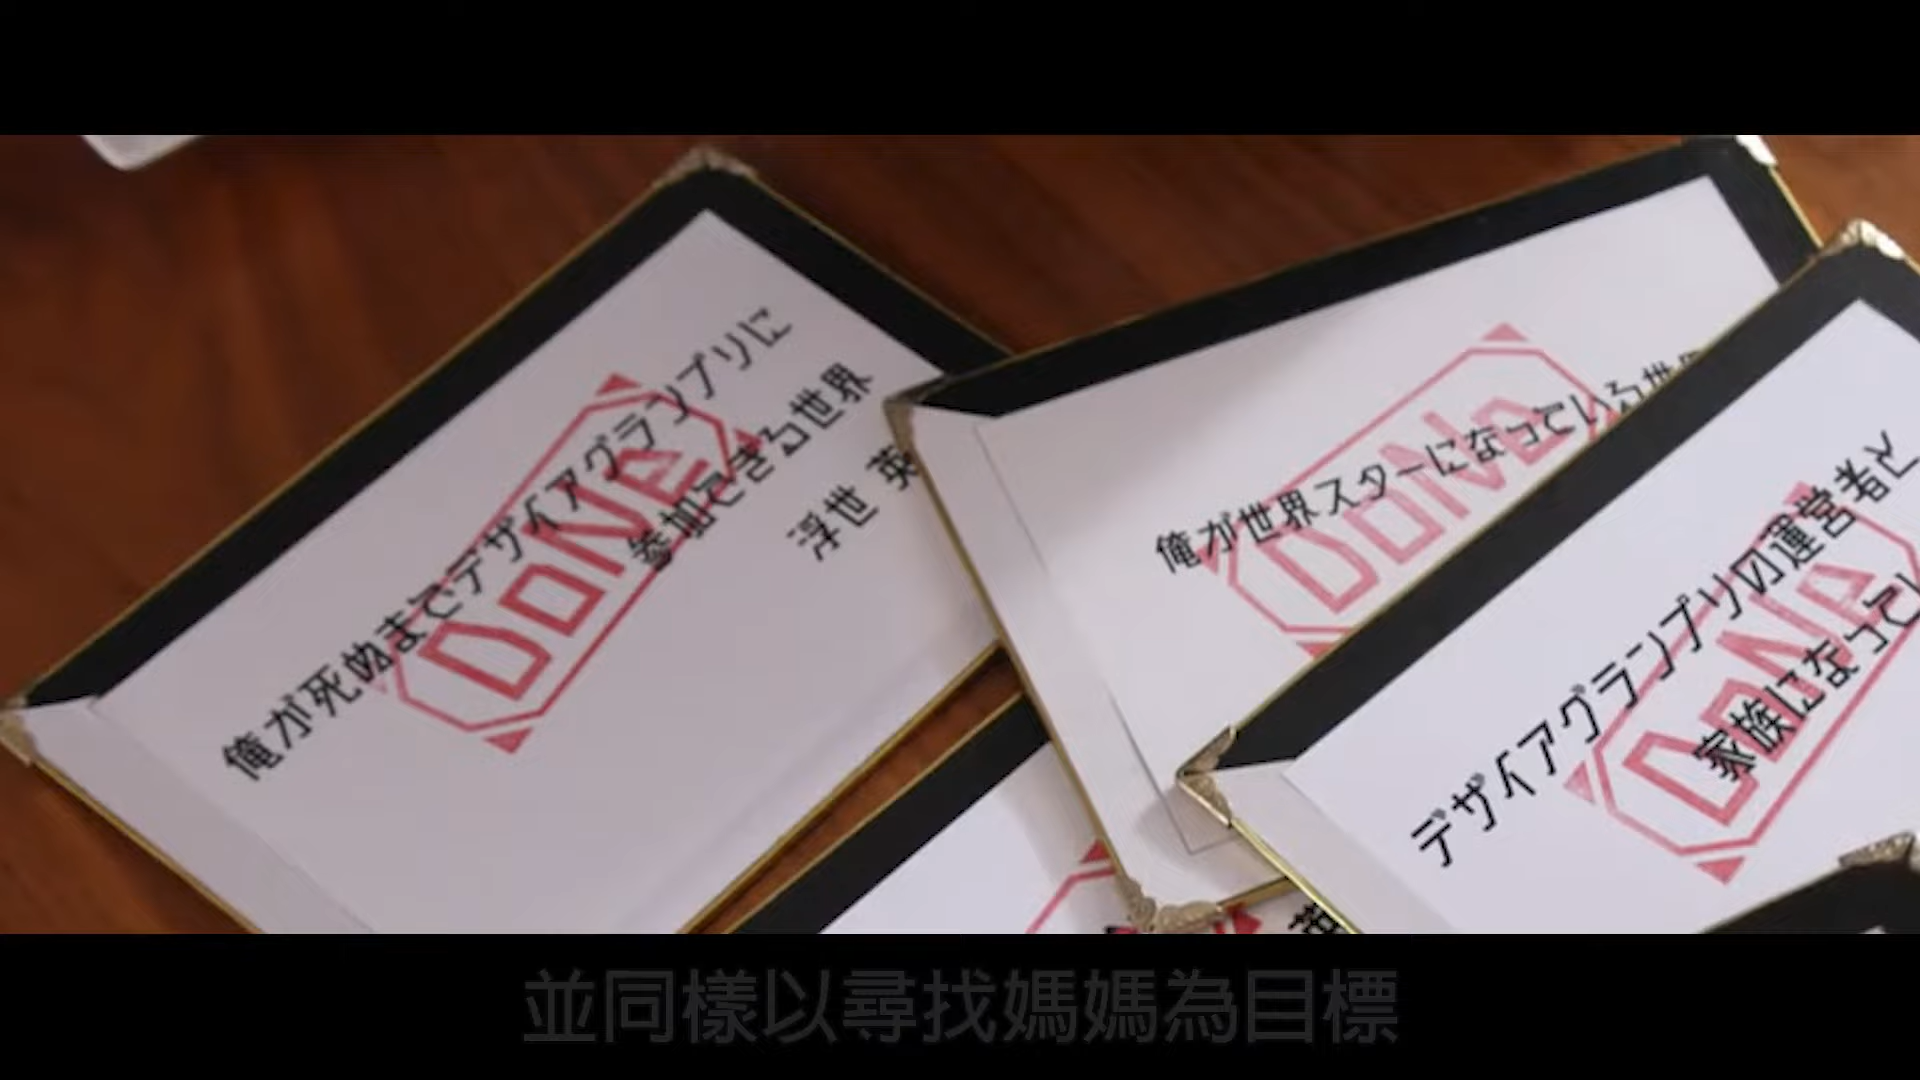 俺が死ぬまでデザイアグランプリに
参加できる世界
浮世 英
DONE
俺が世界スターになっている世界
DONE
デザイアグランプリの運営者と
家族になって
DONE
英
並同樣以尋找媽媽為目標